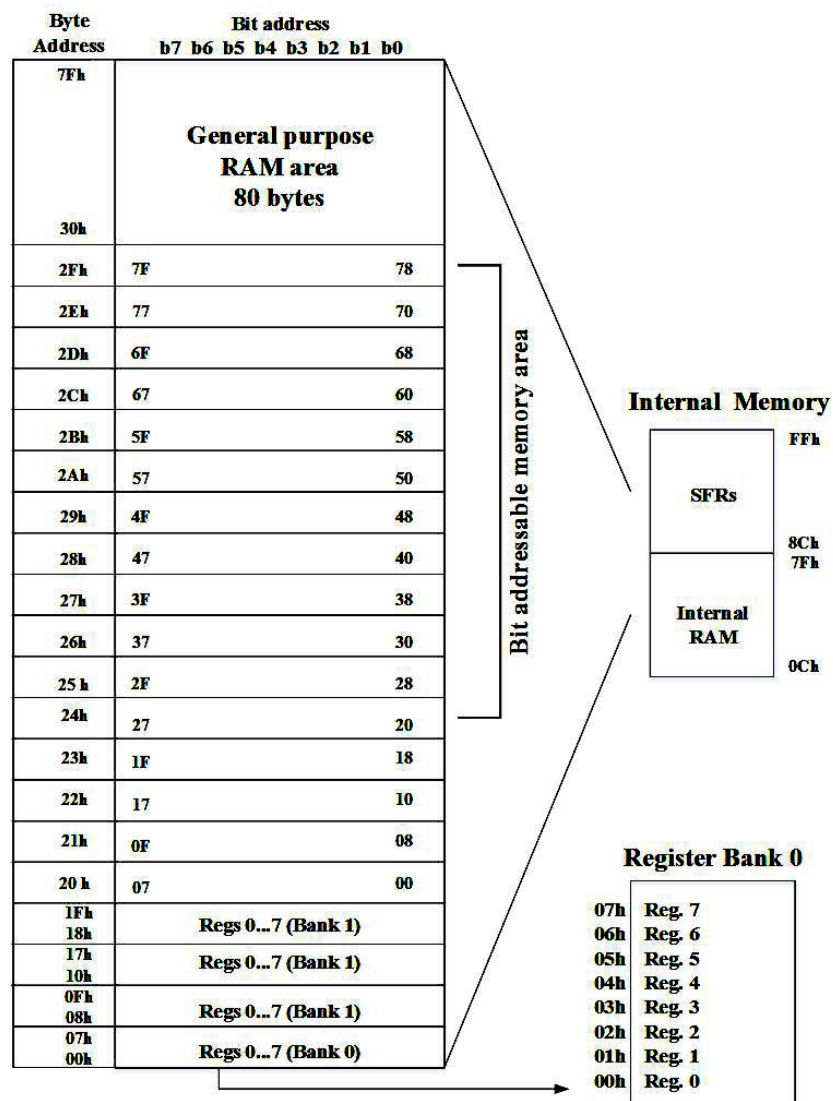 Byte
Address
Bit address
b7 b6 b5 b4 b3 b2 b1 b0
7Fh
General purpose
RAM area
80 bytes
30h
2Fh 7F 78
2Eh 77 70
2Dh 6F 68
2Ch 67 60
2Bh 5F 58
2Ah 57 50
29h 4F 48
28h 47 40
27h 3F 38
26h 37 30
25 h 2F 28
24h 27 20
23h 1F 18
22h 17 10
21h 0F 08
20 h 07 00
1Fh
18h
Regs 0...7 (Bank 1)
17h
10h
Regs 0...7 (Bank 1)
0Fh
08h
Regs 0...7 (Bank 1)
07h
00h
Regs 0...7 (Bank 0)
Bit addressable memory area
Internal Memory
FFh
SFRs
8Ch
7Fh
Internal
RAM
0Ch
Register Bank 0
07h Reg. 7
06h Reg. 6
05h Reg. 5
04h Reg. 4
03h Reg. 3
02h Reg. 2
01h Reg. 1
00h Reg. 0